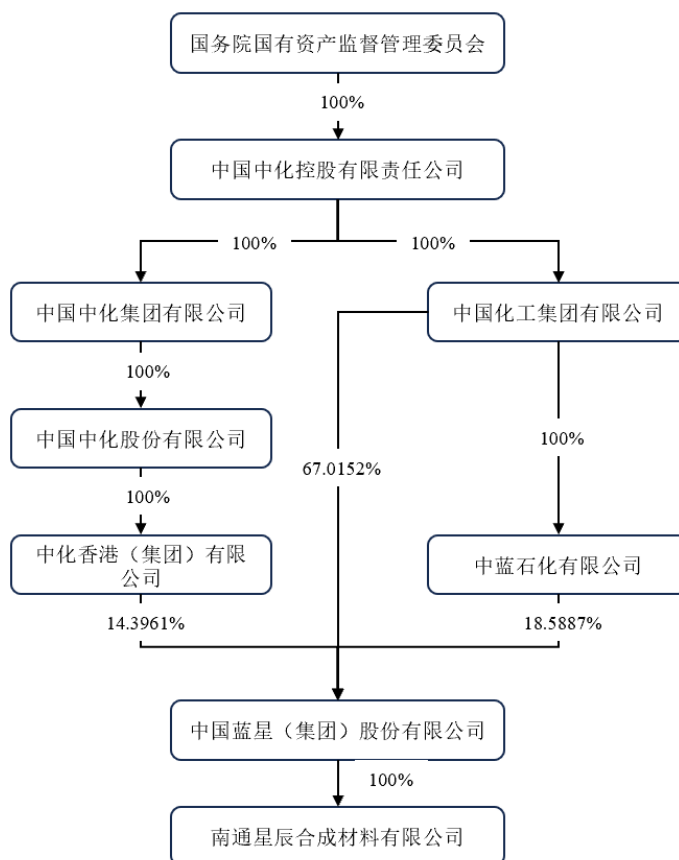 国务院国有资产监督管理委员会
100%
中国中化控股有限责任公司
100%
100%
中国中化集团有限公司
中国化工集团有限公司
100%
中国中化股份有限公司
100%
67.0152%
100%
中化香港（集团）有限
公司
中蓝石化有限公司
14.3961%
18.5887%
中国蓝星（集团）股份有限公司
100%
南通星辰合成材料有限公司